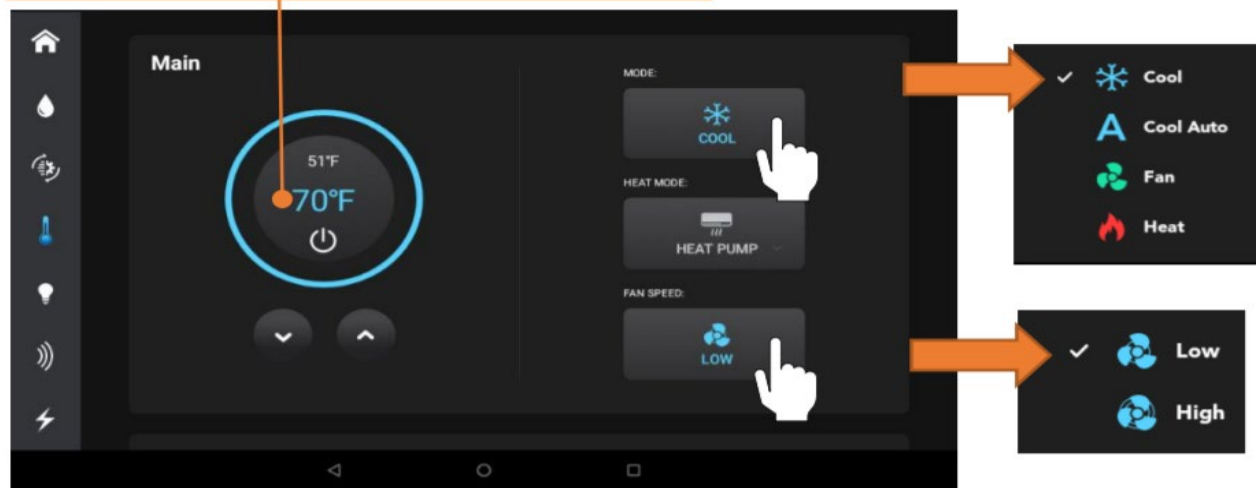 Main
51°F
70°F
MODE:
COOL
HEAT MODE:
HEAT PUMP
FAN SPEED:
LOW
Cool
A Cool Auto
Fan
Heat
Low
High